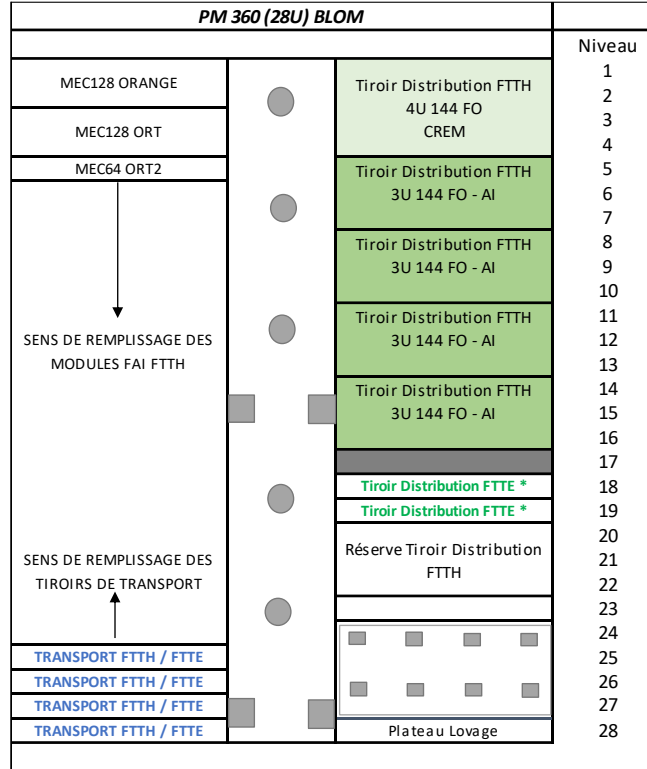 PM 360 (28U) BLOM
Niveau
MEC128 ORANGE
MEC128 ORT
MEC64 ORT2
SENS DE REMPLISSAGE DES
MODULES FAI FTTH
SENS DE REMPLISSAGE DES
TIROIRS DE TRANSPORT
TRANSPORT FTTH / FTTE
TRANSPORT FTTH / FTTE
TRANSPORT FTTH / FTTE
TRANSPORT FTTH / FTTE
Tiroir Distribution FTTH
4U 144 FO
CREM
Tiroir Distribution FTTH
3U 144 FO - AI
Tiroir Distribution FTTH
3U 144 FO - AI
Tiroir Distribution FTTH
3U 144 FO - AI
Tiroir Distribution FTTH
3U 144 FO - AI
Tiroir Distribution FTTE *
Tiroir Distribution FTTE *
Réserve Tiroir Distribution
FTTH
Plateau Lovage
1
2
3
4
5
6
7
8
9
10
11
12
13
14
15
16
17
18
19
20
21
22
23
24
25
26
27
28